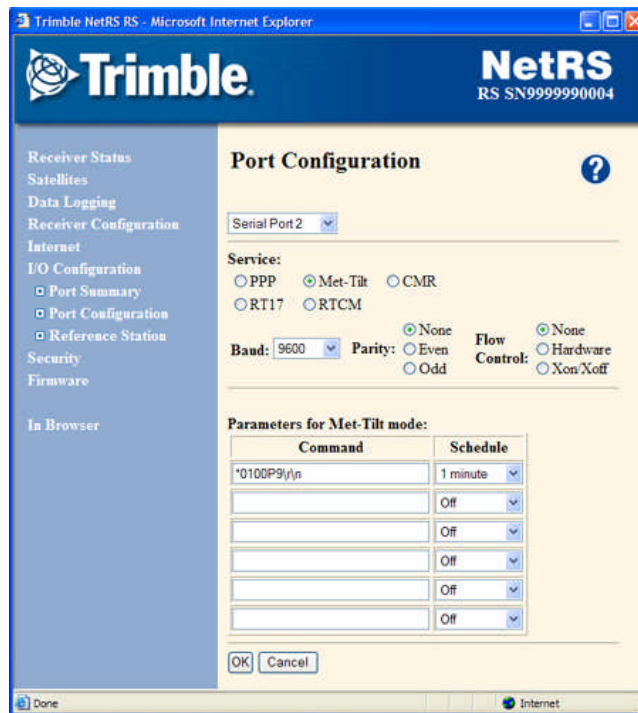 Trimble NetRS RS - Microsoft Internet Explorer
Trimble.
NetRS
RS SN9999990004
Receiver Status
Satellites
Data Logging
Receiver Configuration
Internet
I/O Configuration
Port Summary
Port Configuration
Reference Station
Security
Firmware
In Browser
Port Configuration
?
Serial Port 2
Service:
PPP Met-Tilt CMR
RT17 RTCM
Baud: 9600 Parity: None Even Odd Flow Control: None Hardware Xon/Xoff
Parameters for Met-Tilt mode:
Command Schedule
*0100P9\r\n 1 minute
Off
Off
Off
Off
Off
OK Cancel
Done Internet